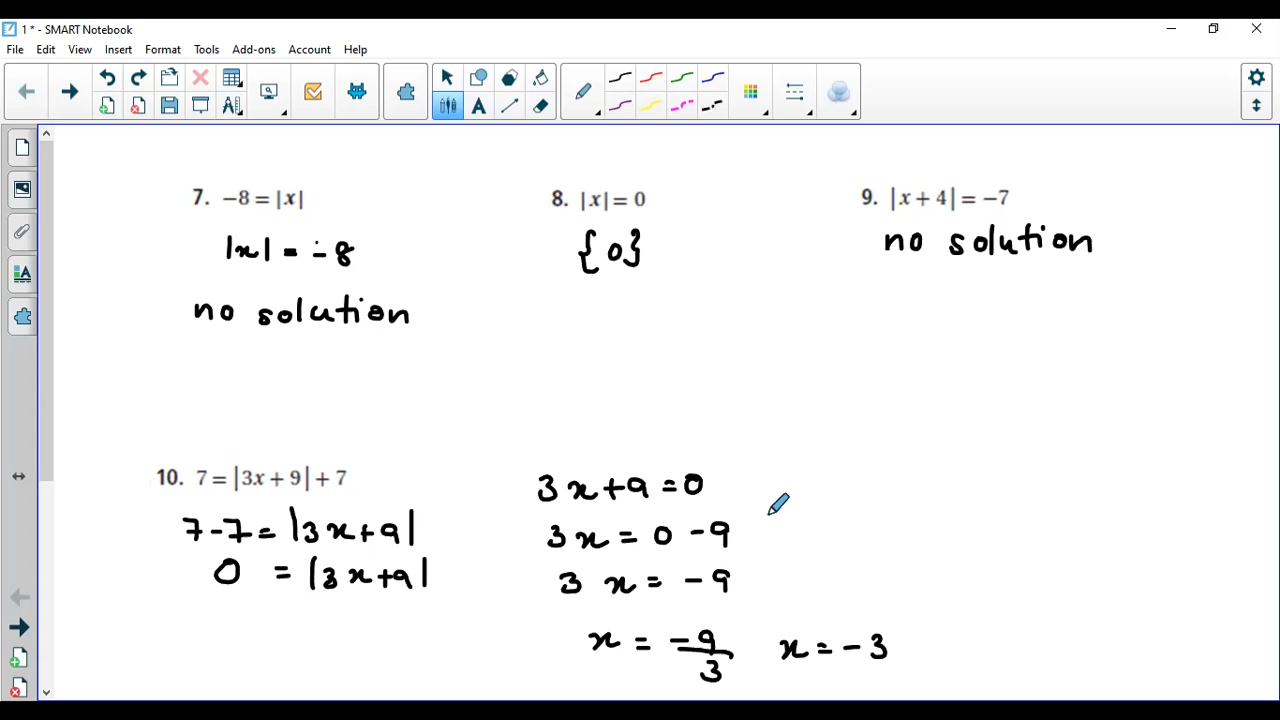 1 * - SMART Notebook
File Edit View Insert Format Tools Add-ons Account Help
7. −8 = |x|
|x| = -8
no solution
8. |x| = 0
{0}
9. |x + 4| = −7
no solution
10. 7 = |3x + 9| + 7
7-7 = |3x+9|
0 = |3x+9|
3x+9 = 0
3x = 0 -9
3 x = -9
x = -9/3 x = -3